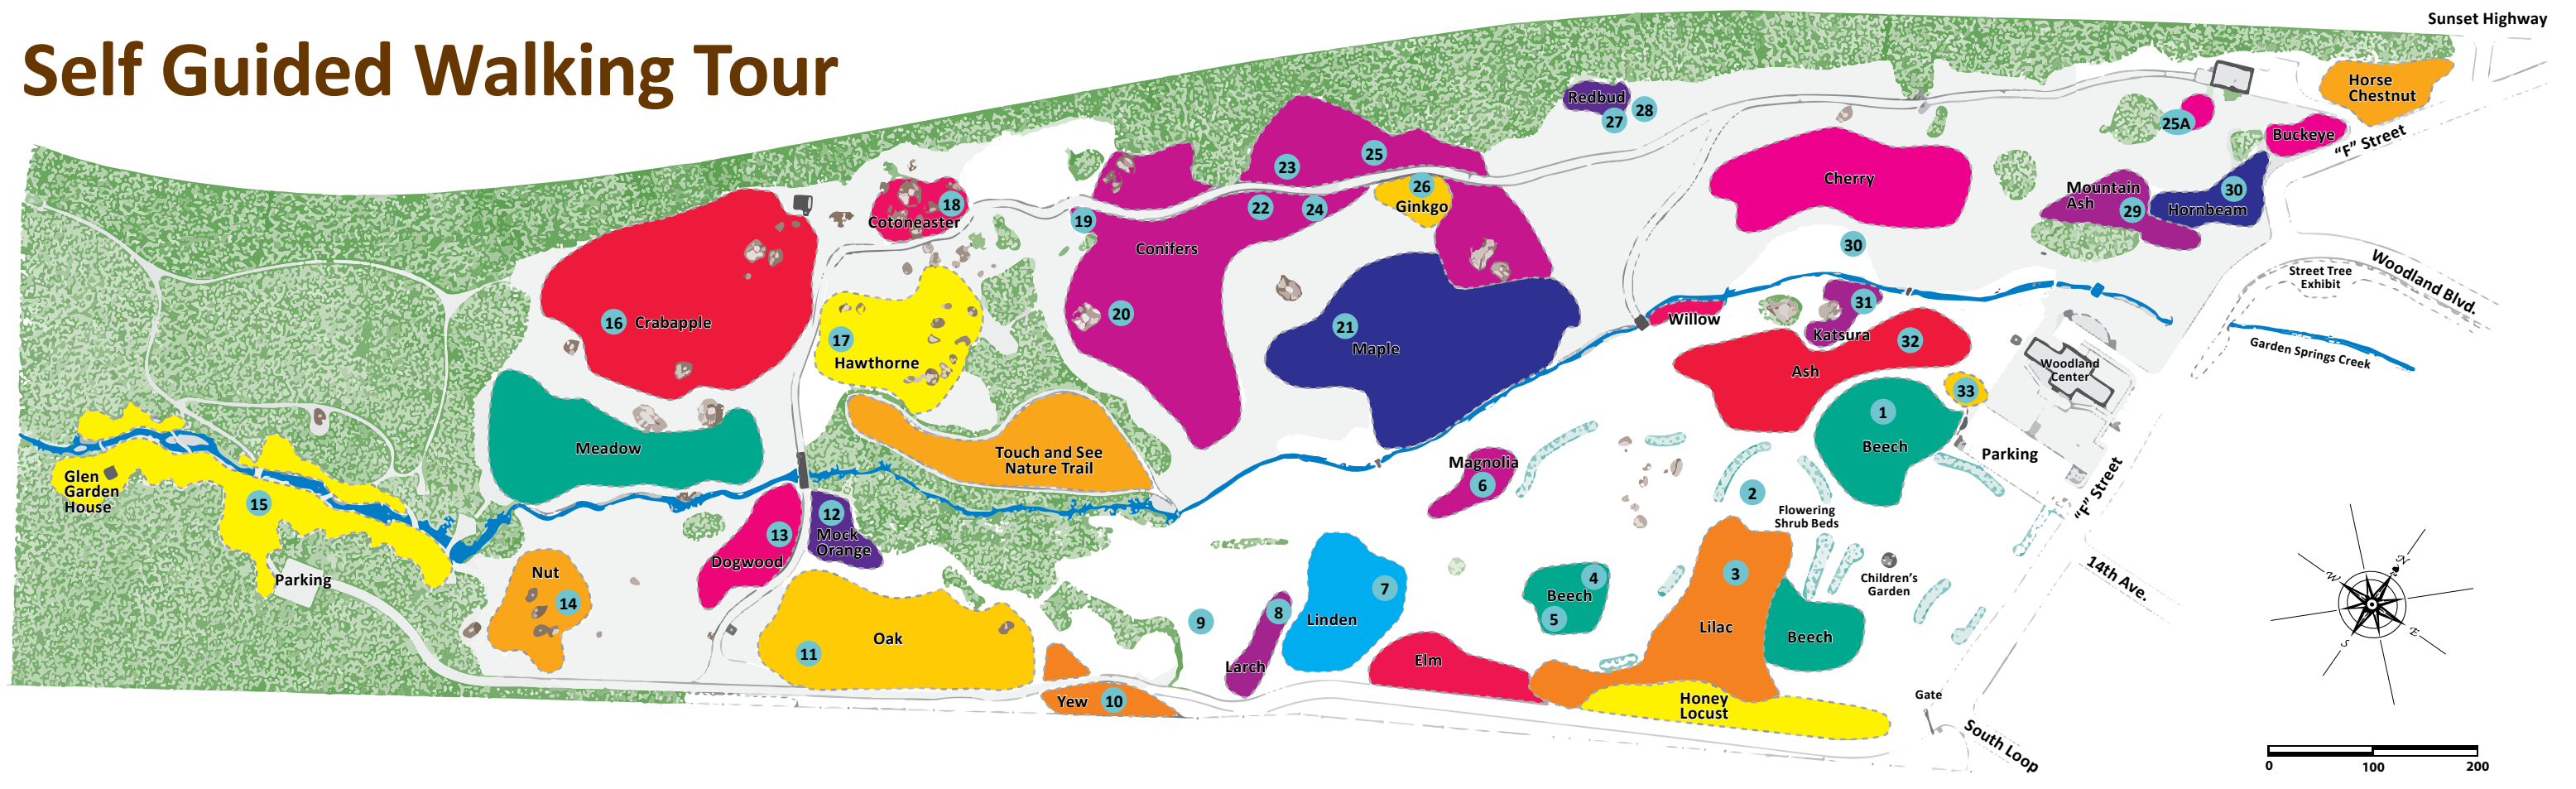 Self Guided Walking Tour
Sunset Highway
Horse
Chestnut
Redbud
28
27
25A
Buckeye
"F" Street
23
25
26
Ginkgo
22
24
Cherry
Mountain
Ash
29
30
Hornbeam
18
Cotoneaster
19
Conifers
30
Woodland Blvd.
Street Tree
Exhibit
16
Crabapple
17
Hawthorne
20
21
Maple
Willow
31
Katsura
32
Ash
Garden Springs Creek
Woodland
Center
33
1
Beech
Meadow
Touch and See
Nature Trail
Magnolia
6
Parking
2
Flowering
Shrub Beds
"F" Street
Glen
Garden
House
15
13
Dogwood
12
Mock
Orange
Parking
Nut
14
3
Lilac
4
Beech
5
Children's
Garden
14th Ave.
7
Linden
8
Larch
9
Oak
11
Elm
Beech
Yew
10
Honey
Locust
Gate
South Loop
N
W
E
S
0
100
200